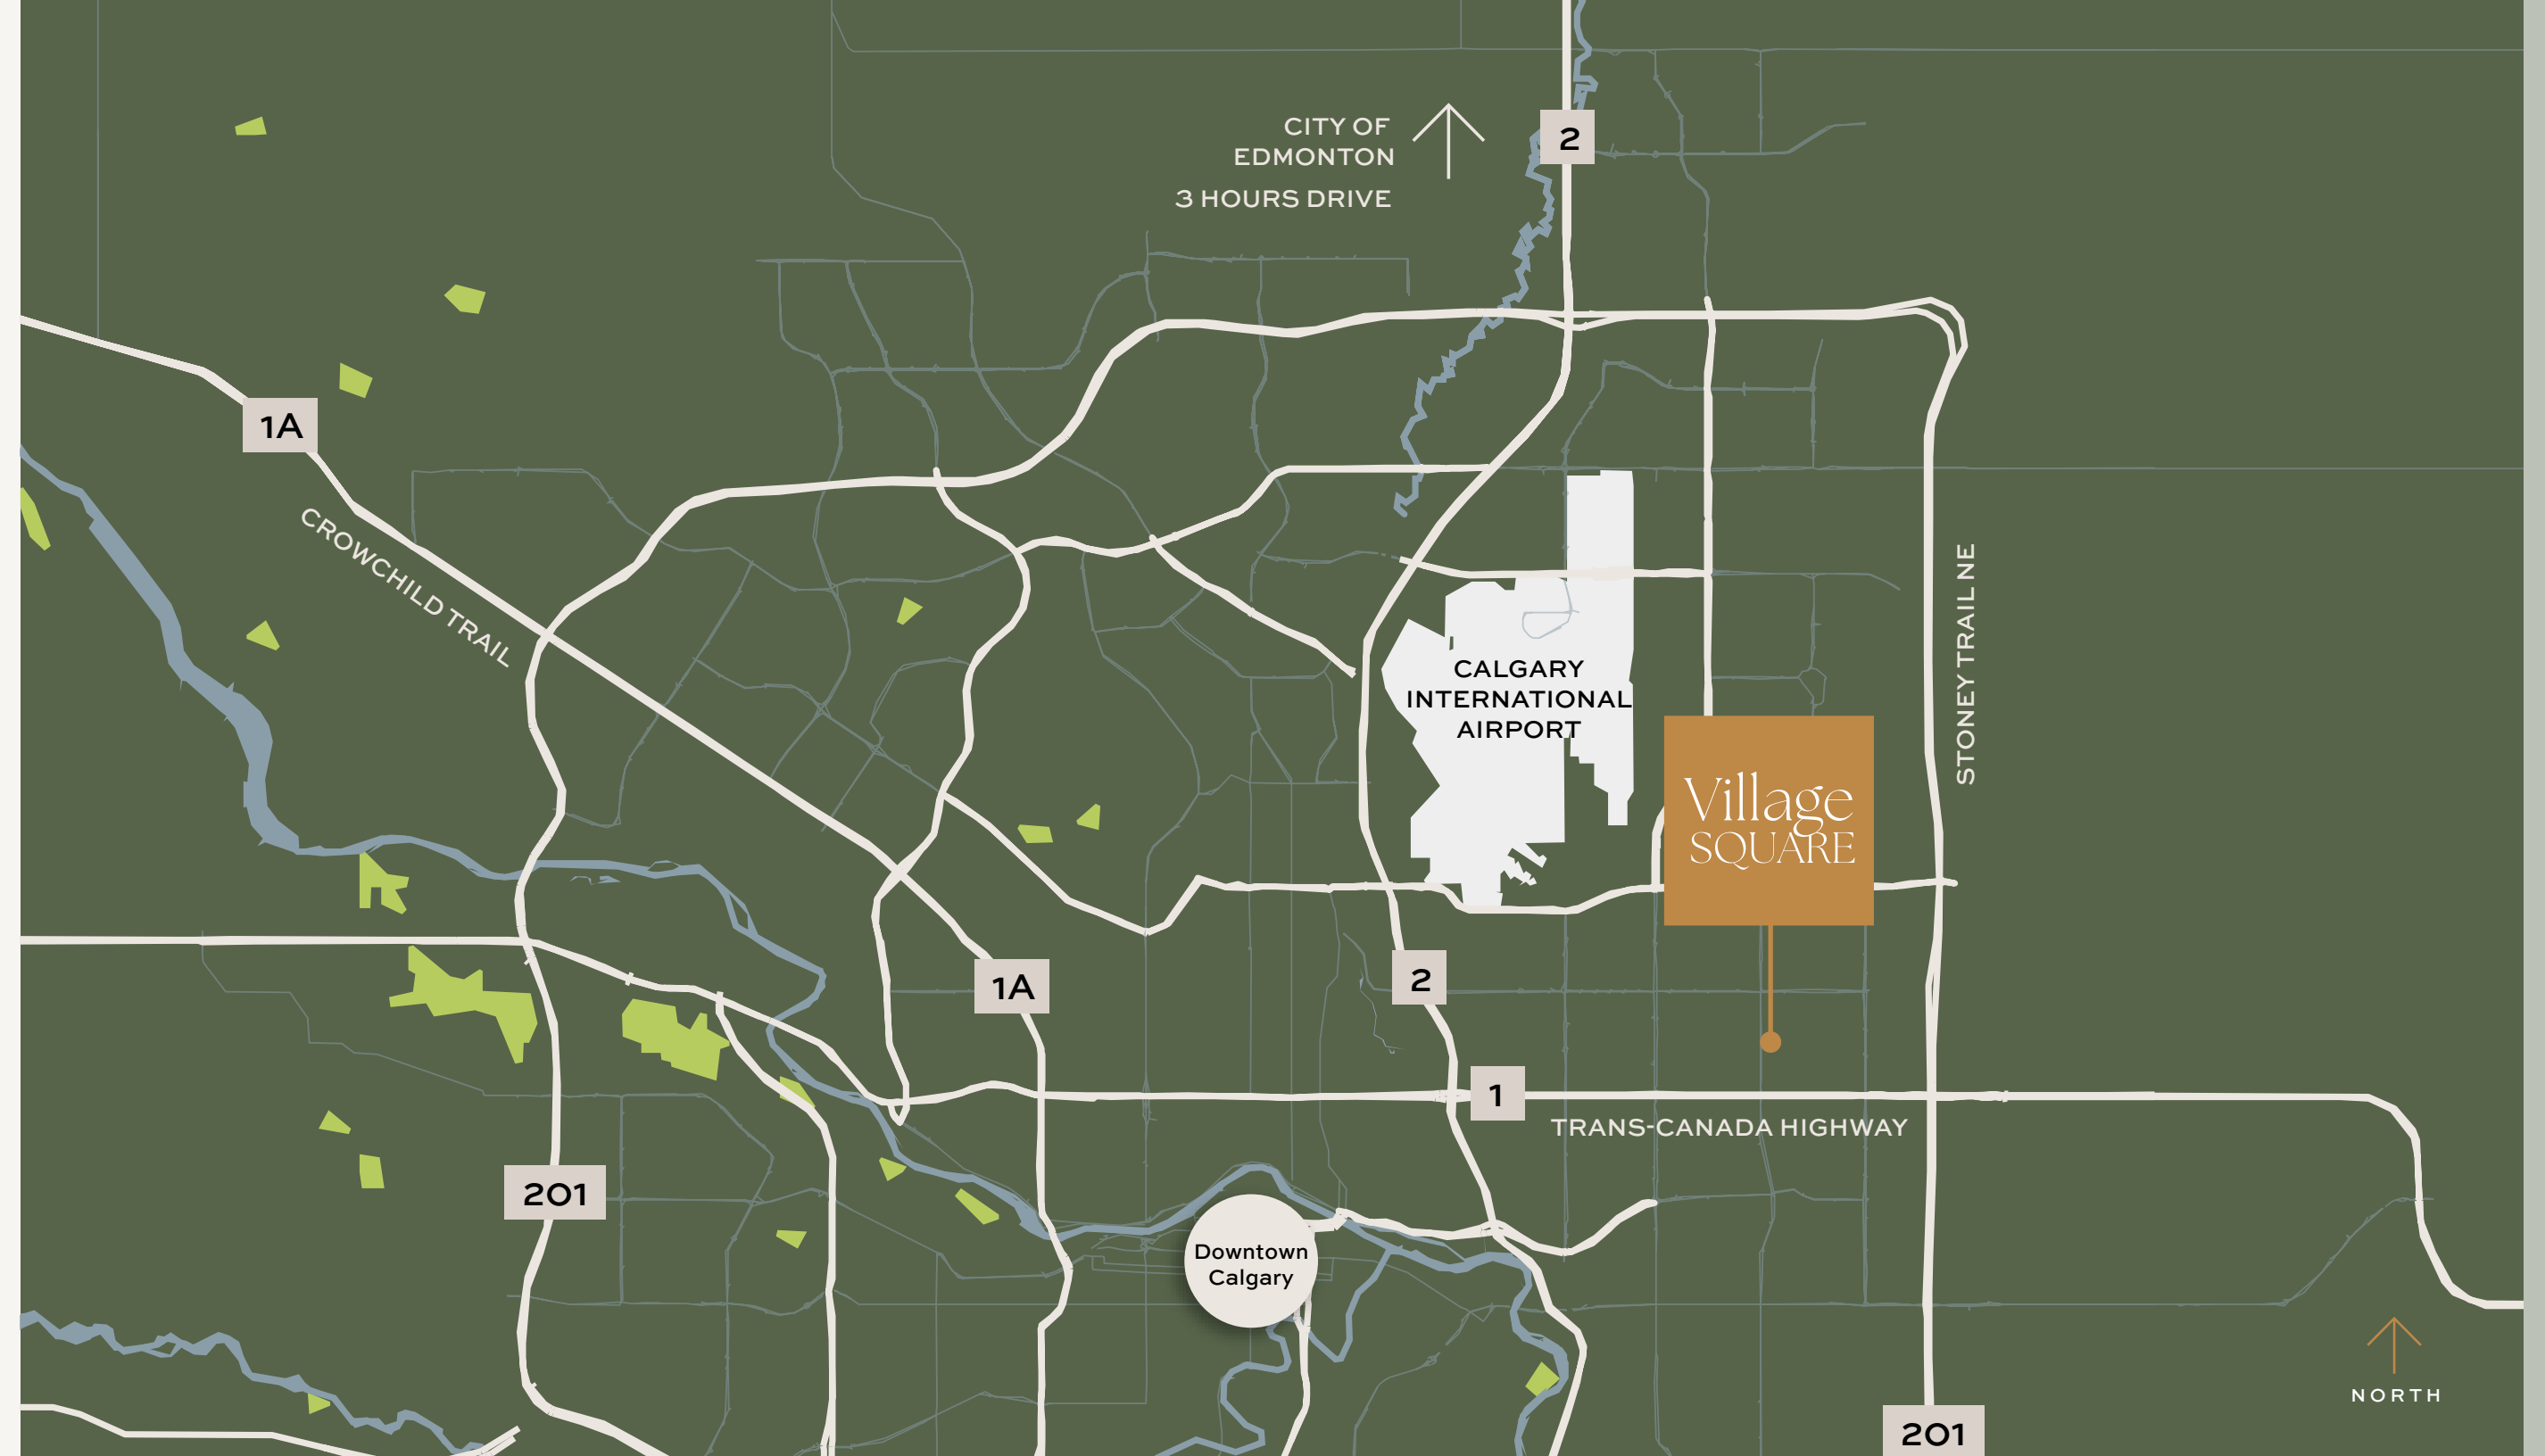 CITY OF
EDMONTON
3 HOURS DRIVE
2
1A
CROWCHILD TRAIL
STONEY TRAIL NE
CALGARY
INTERNATIONAL
AIRPORT
Village
SQUARE
1A
2
1
TRANS-CANADA HIGHWAY
201
Downtown
Calgary
NORTH
201